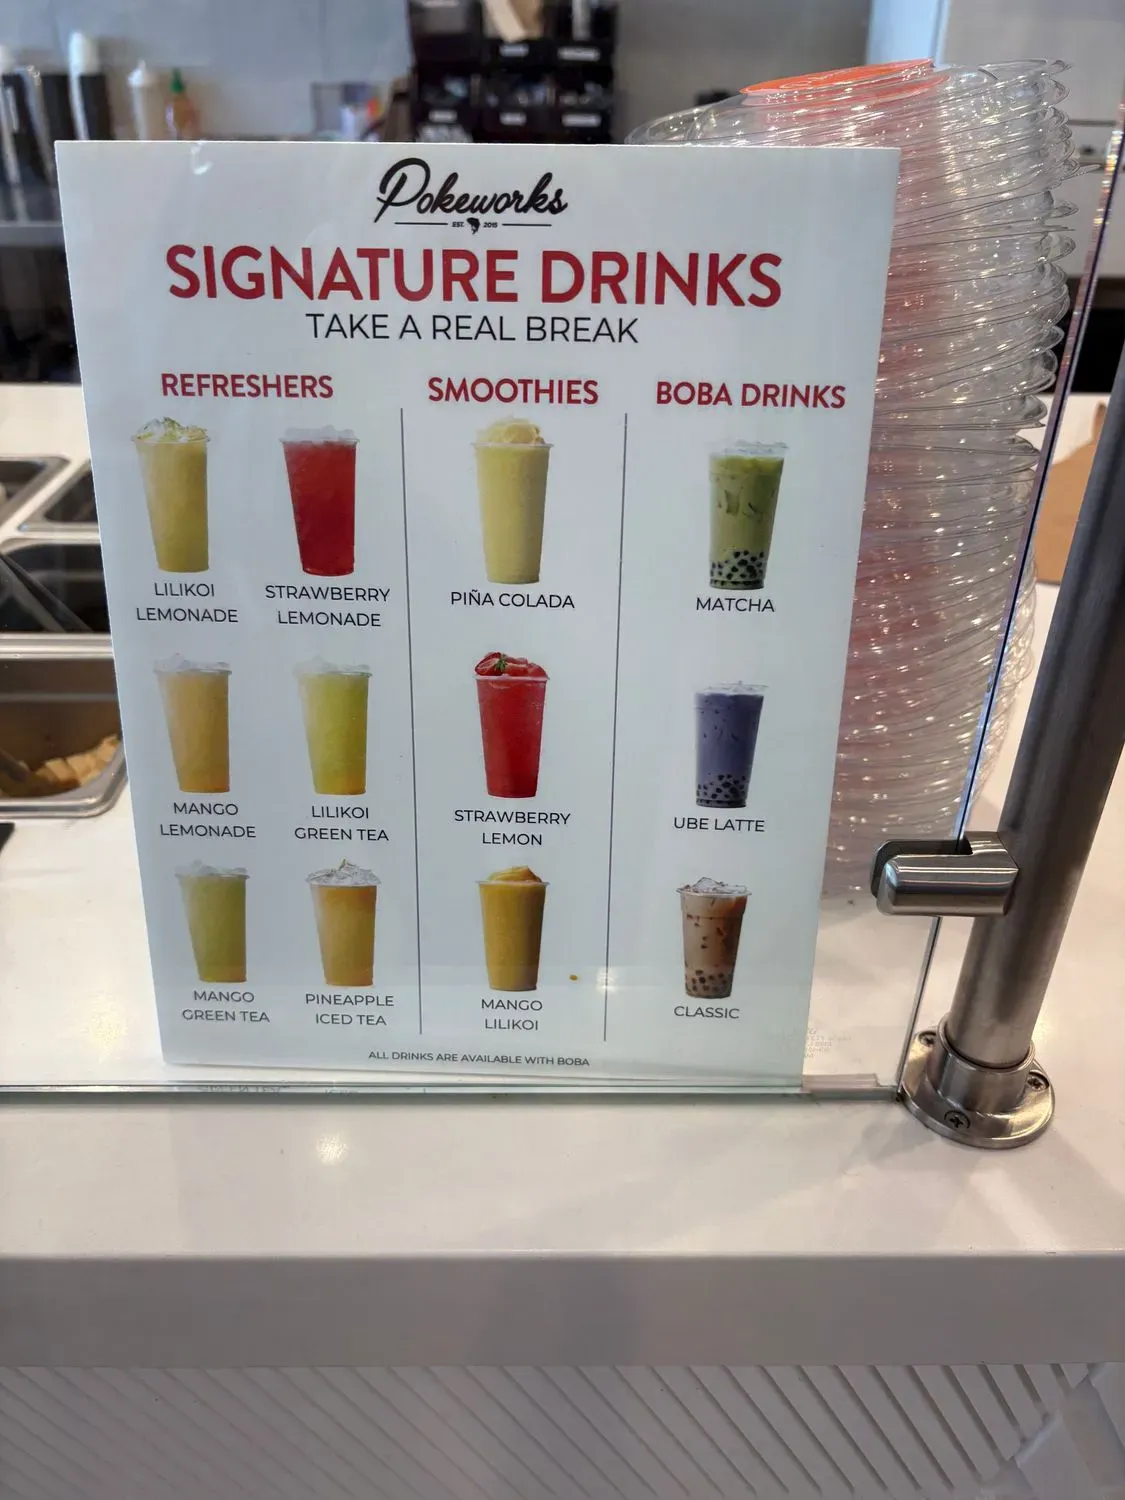 Pokeworks
EST. 2015
SIGNATURE DRINKS
TAKE A REAL BREAK
REFRESHERS
LILIKOI
LEMONADE
STRAWBERRY
LEMONADE
MANGO
LEMONADE
LILIKOI
GREEN TEA
MANGO
GREEN TEA
PINEAPPLE
ICED TEA
SMOOTHIES
PIÑA COLADA
STRAWBERRY
LEMON
MANGO
LILIKOI
BOBA DRINKS
MATCHA
UBE LATTE
CLASSIC
ALL DRINKS ARE AVAILABLE WITH BOBA